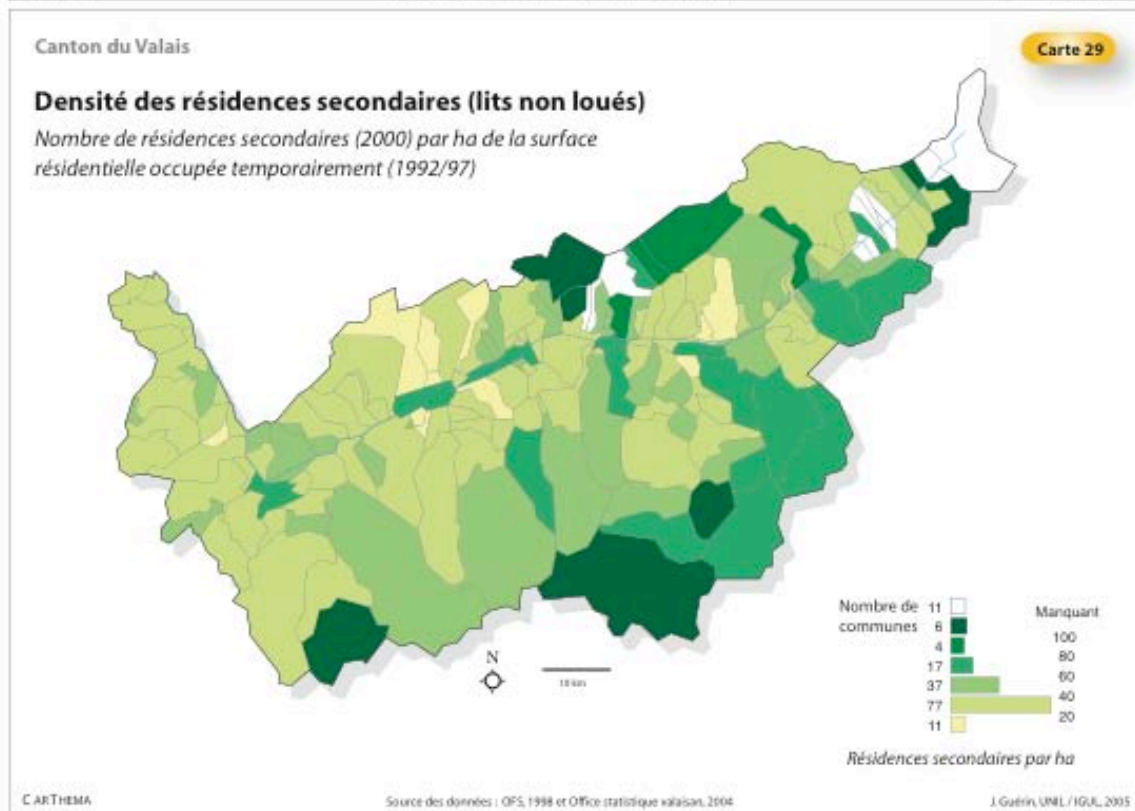 Canton du Valais
Carte 29
Densité des résidences secondaires (lits non loués)
Nombre de résidences secondaires (2000) par ha de la surface
résidentielle occupée temporairement (1992/97)
N
10 km
Nombre de
communes
11
6
4
17
37
77
11
Manquant
100
80
60
40
20
Résidences secondaires par ha
CARTHEMA
Source des données : OFS, 1998 et Office statistique valaisan, 2004
J. Guérin, UNIL / IGUL, 2005